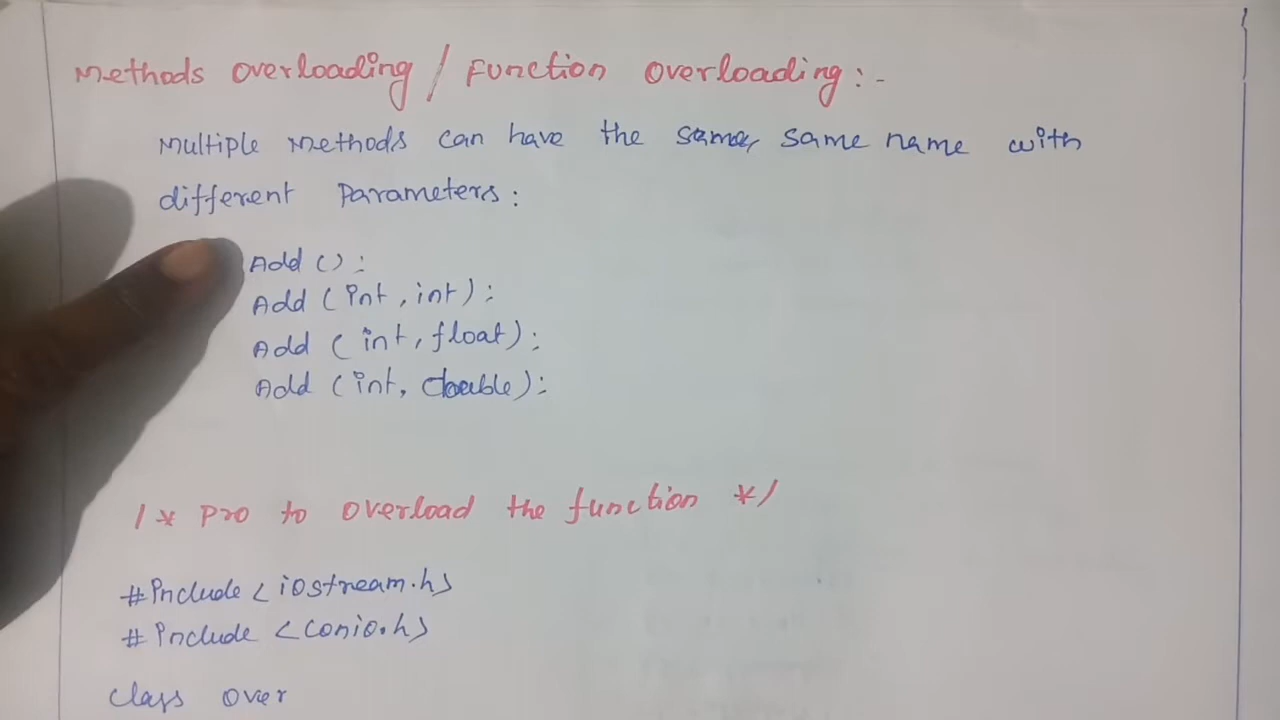 Methods overloading / Function overloading : -
Multiple Methods can have the same, same name with
different Parameters :
Add () ;
Add (int , int) ;
Add (int , float) ;
Add (int, double) ;
/* Pro to overload the function */
#include < iostream.h>
#include <conio.h>
class over